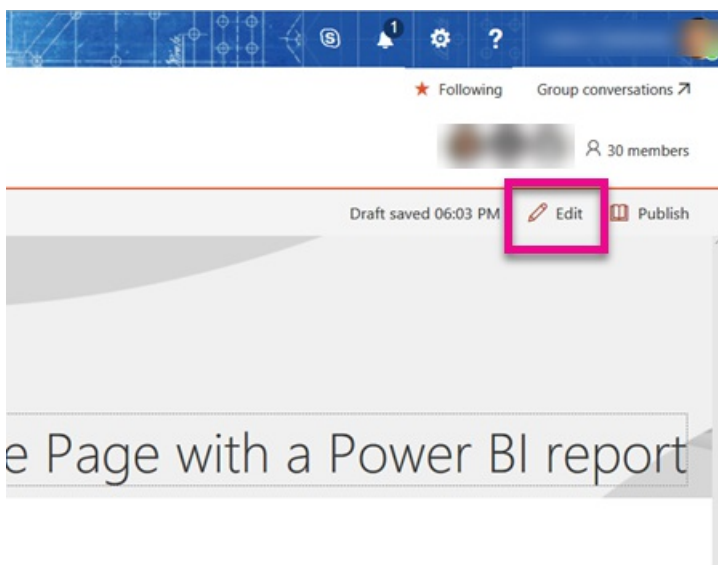 1
?
Following Group conversations
30 members
Draft saved 06:03 PM Edit Publish
e Page with a Power BI report